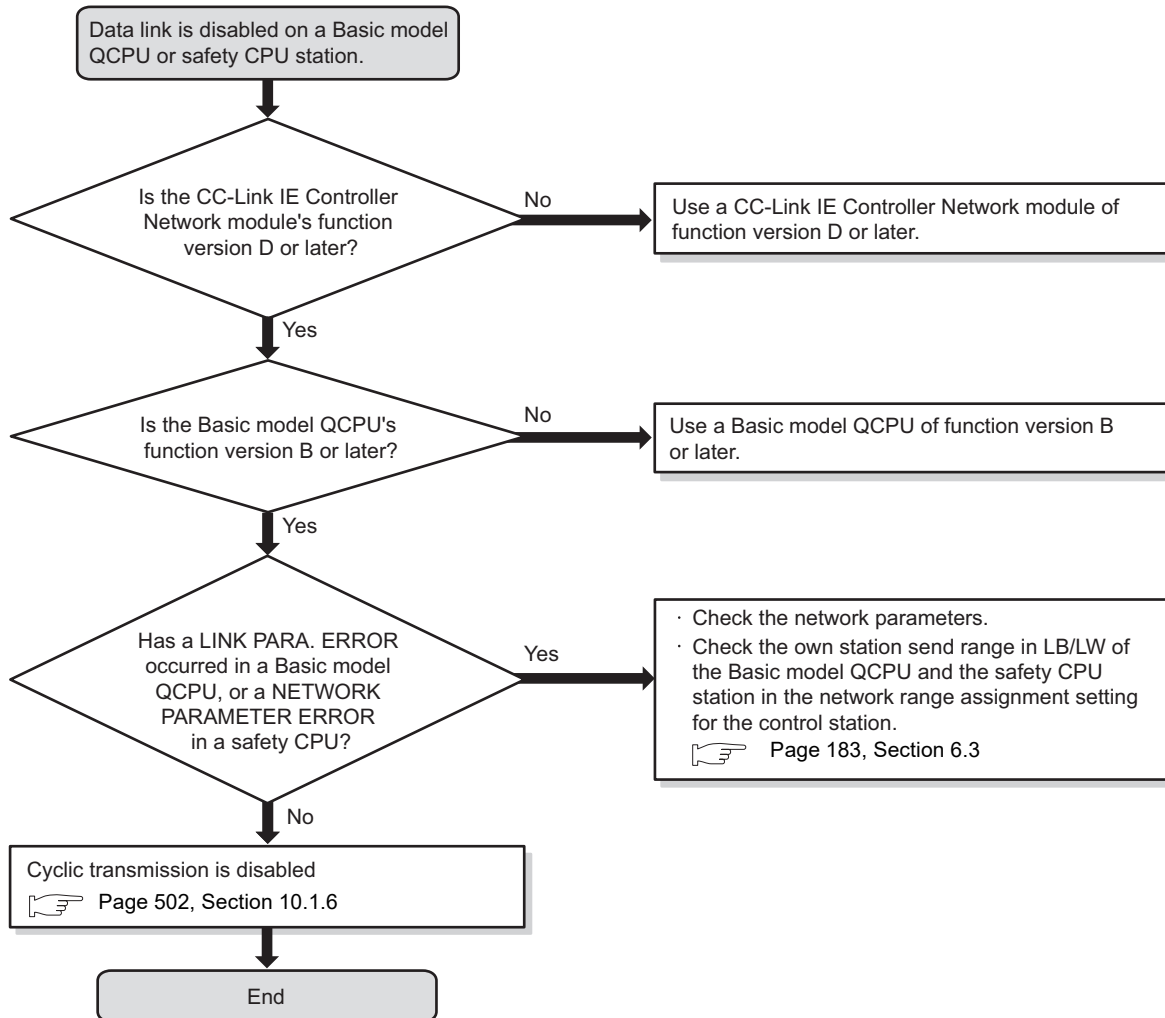 Data link is disabled on a Basic model
QCPU or safety CPU station.
Is the CC-Link IE Controller
Network module's function
version D or later?
No
Use a CC-Link IE Controller Network module of
function version D or later.
Yes
Is the Basic model QCPU's
function version B or later?
No
Use a Basic model QCPU of function version B
or later.
Yes
Has a LINK PARA. ERROR
occurred in a Basic model
QCPU, or a NETWORK
PARAMETER ERROR
in a safety CPU?
Yes
· Check the network parameters.
· Check the own station send range in LB/LW of
the Basic model QCPU and the safety CPU
station in the network range assignment setting
for the control station.
Page 183, Section 6.3
No
Cyclic transmission is disabled
Page 502, Section 10.1.6
End